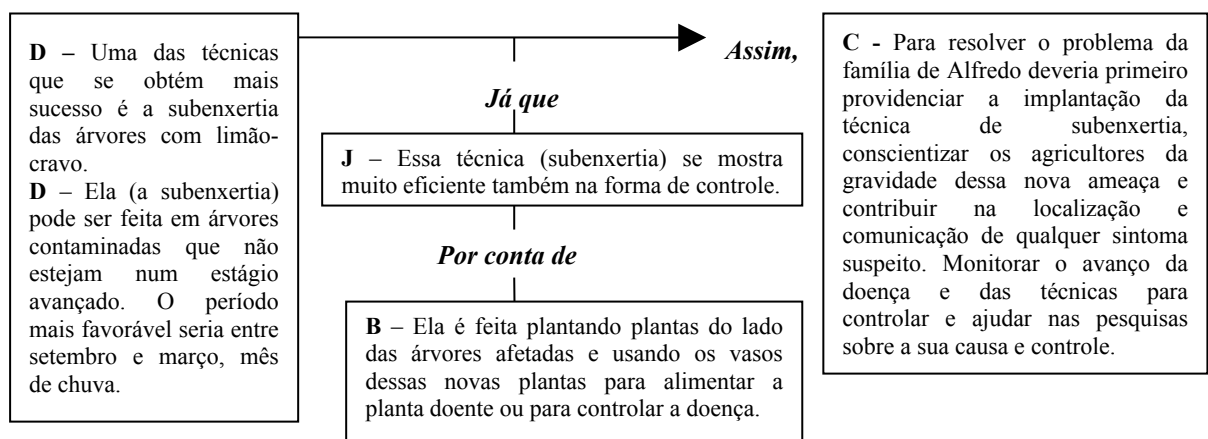 D – Uma das técnicas
que se obtém mais
sucesso é a subenxertia
das árvores com limão-
cravo.
D – Ela (a subenxertia)
pode ser feita em árvores
contaminadas que não
estejam num estágio
avançado. O período
mais favorável seria entre
setembro e março, mês
de chuva.
Assim,
Já que
J – Essa técnica (subenxertia) se mostra
muito eficiente também na forma de controle.
Por conta de
B – Ela é feita plantando plantas do lado
das árvores afetadas e usando os vasos
dessas novas plantas para alimentar a
planta doente ou para controlar a doença.
C - Para resolver o problema da
família de Alfredo deveria primeiro
providenciar a implantação da
técnica de subenxertia,
conscientizar os agricultores da
gravidade dessa nova ameaça e
contribuir na localização e
comunicação de qualquer sintoma
suspeito. Monitorar o avanço da
doença e das técnicas para
controlar e ajudar nas pesquisas
sobre a sua causa e controle.